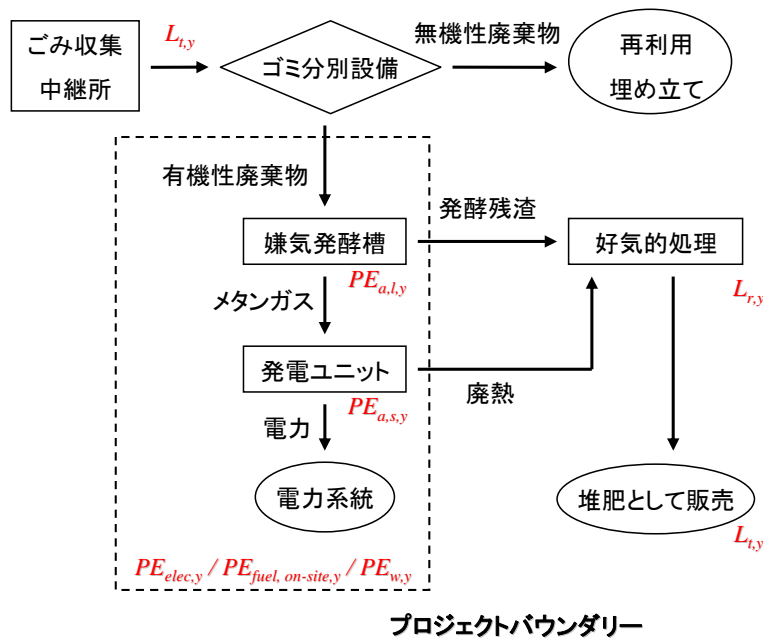 ごみ収集
中継所
L_{t,y}
ゴミ分別設備
無機性廃棄物
再利用
埋め立て
有機性廃棄物
嫌気発酵槽
PE_{a,l,y}
発酵残渣
好気的処理
L_{r,y}
メタンガス
発電ユニット
PE_{a,s,y}
廃熱
電力
電力系統
堆肥として販売
L_{t,y}
PE_{elec,y} / PE_{fuel, on-site,y} / PE_{w,y}
プロジェクトバウンダリー